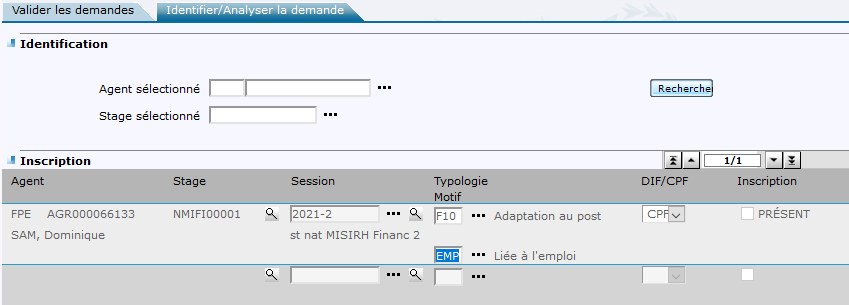 Valider les demandes Identifier/Analyser la demande
Identification
Agent sélectionné ... Recherche
Stage sélectionné ...
Inscription 1/1
Agent Stage Session Typologie DIF/CPF Inscription
Motif
FPE AGR000066133 NMIFI00001 2021-2 ... F10 ... Adaptation au post CPF PRÉSENT
SAM, Dominique st nat MISIRH Financ 2
EMP ... Liée à l'emploi
... ...